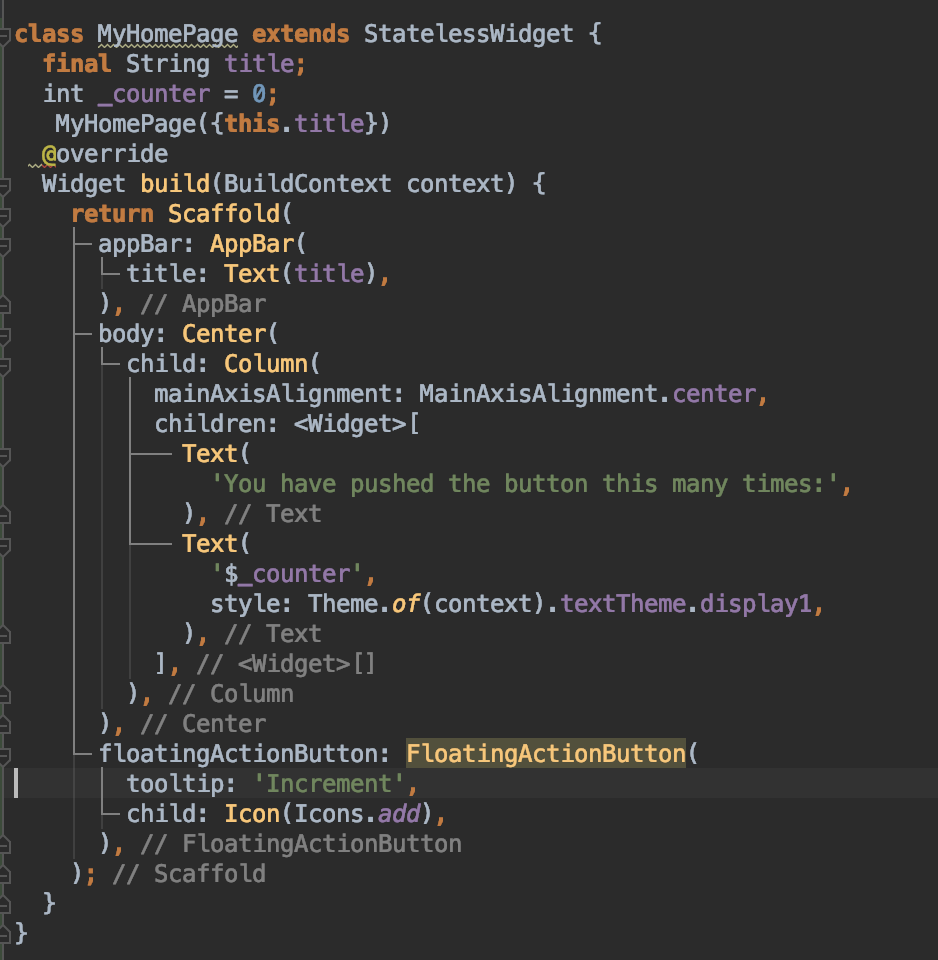 class MyHomePage extends StatelessWidget {
  final String title;
  int _counter = 0;
   MyHomePage({this.title})
  @override
  Widget build(BuildContext context) {
    return Scaffold(
      appBar: AppBar(
        title: Text(title),
      ), // AppBar
      body: Center(
        child: Column(
          mainAxisAlignment: MainAxisAlignment.center,
          children: <Widget>[
            Text(
              'You have pushed the button this many times:',
            ), // Text
            Text(
              '$_counter',
              style: Theme.of(context).textTheme.display1,
            ), // Text
          ], // <Widget>[]
        ), // Column
      ), // Center
      floatingActionButton: FloatingActionButton(
        tooltip: 'Increment',
        child: Icon(Icons.add),
      ), // FloatingActionButton
    ); // Scaffold
  }
}